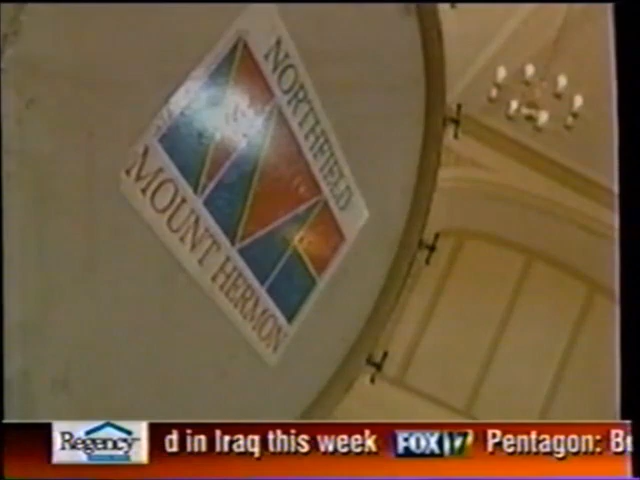 NORTHFIELD
MOUNT HERMON
Regency d in Iraq this week FOX 17 Pentagon: B